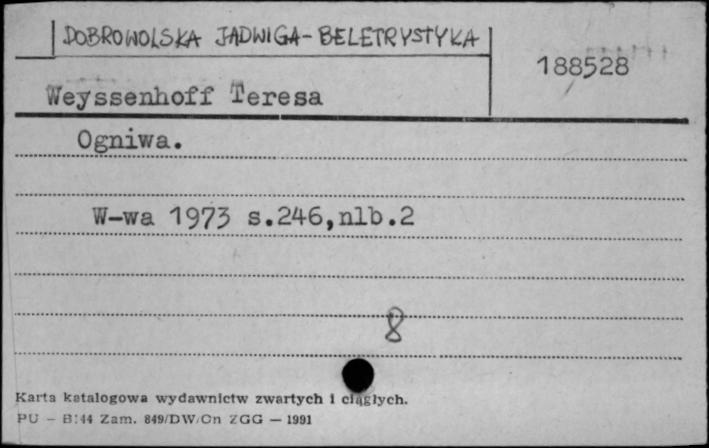 DOBROWOLSKA JADWIGA - BELETRYSTYKA
188528
Weyssenhoff Teresa
Ogniwa.
W-wa 1973 s.246,nlb.2
8
Karta katalogowa wydawnictw zwartych i ciągłych.
PU - B:44 Zam. 849/DW/Cn ZGG — 1991